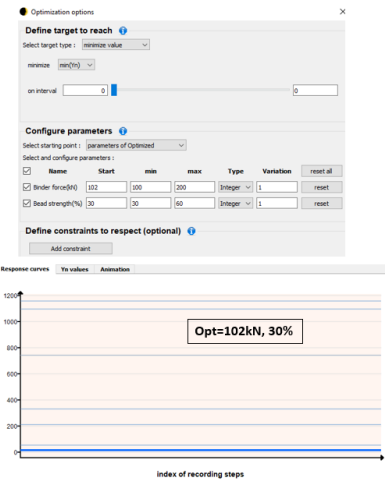 Optimization options
Define target to reach
Select target type : minimize value
minimize min(Yn)
on interval 0 0
Configure parameters
Select starting point : parameters of Optimized
Select and configure parameters :
Name Start min max Type Variation reset all
Binder force(kN) 102 100 200 Integer 1 reset
Bead strength(%) 30 30 60 Integer 1 reset
Define constraints to respect (optional)
Add constraint
Response curves Yn values Animation
1200
1000
Opt=102kN, 30%
800
600
400
200
0
index of recording steps